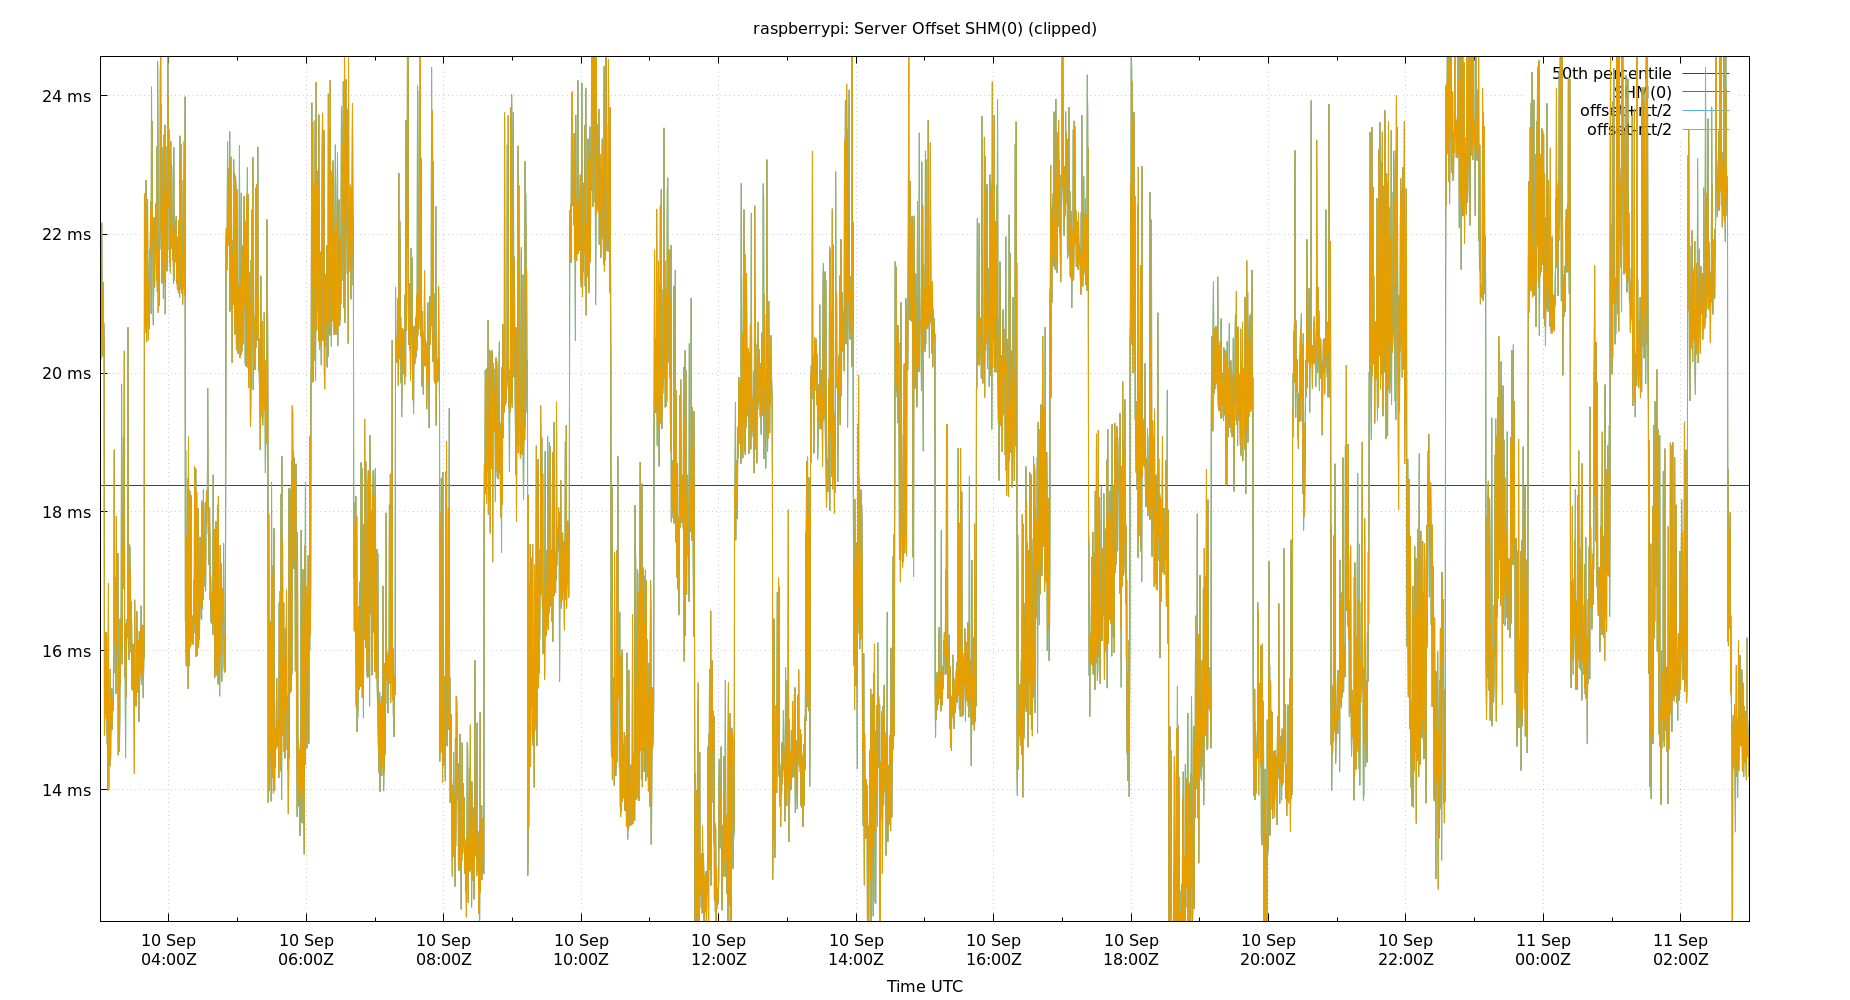 raspberrypi: Server Offset SHM(0) (clipped)
50th percentile
SHM(0)
offset+rtt/2
offset-rtt/2
24 ms
22 ms
20 ms
18 ms
16 ms
14 ms
10 Sep 10 Sep 10 Sep 10 Sep 10 Sep 10 Sep 10 Sep 10 Sep 10 Sep 10 Sep 11 Sep 11 Sep
04:00Z 06:00Z 08:00Z 10:00Z 12:00Z 14:00Z 16:00Z 18:00Z 20:00Z 22:00Z 00:00Z 02:00Z
Time UTC